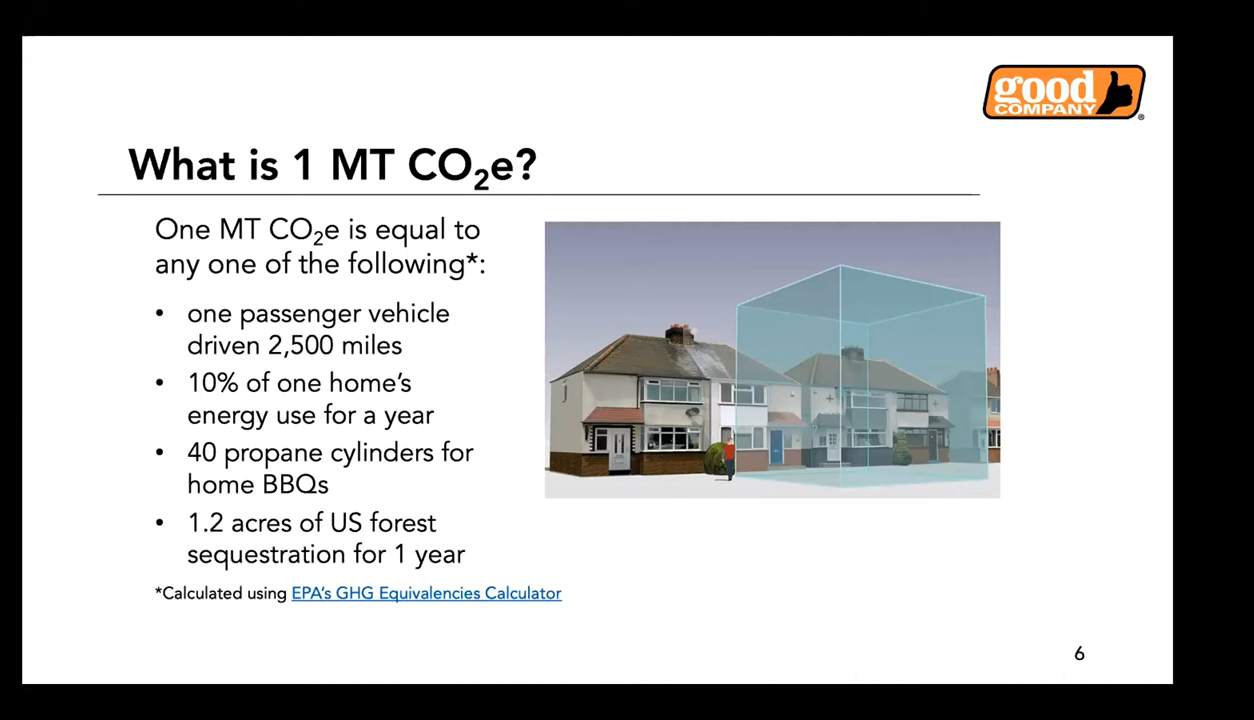 good
COMPANY
®
What is 1 MT CO₂e?
One MT CO₂e is equal to
any one of the following*:
• one passenger vehicle
driven 2,500 miles
• 10% of one home’s
energy use for a year
• 40 propane cylinders for
home BBQs
• 1.2 acres of US forest
sequestration for 1 year
*Calculated using EPA’s GHG Equivalencies Calculator
6